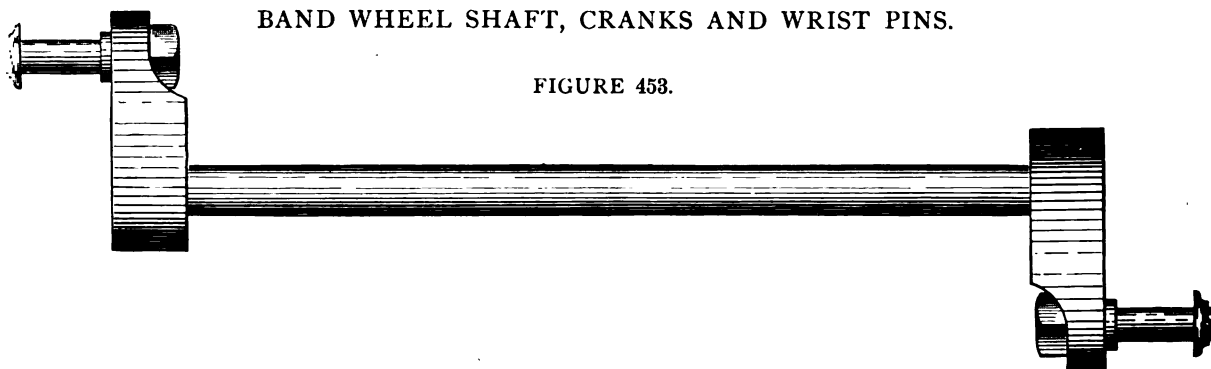 BAND WHEEL SHAFT, CRANKS AND WRIST PINS.
FIGURE 453.